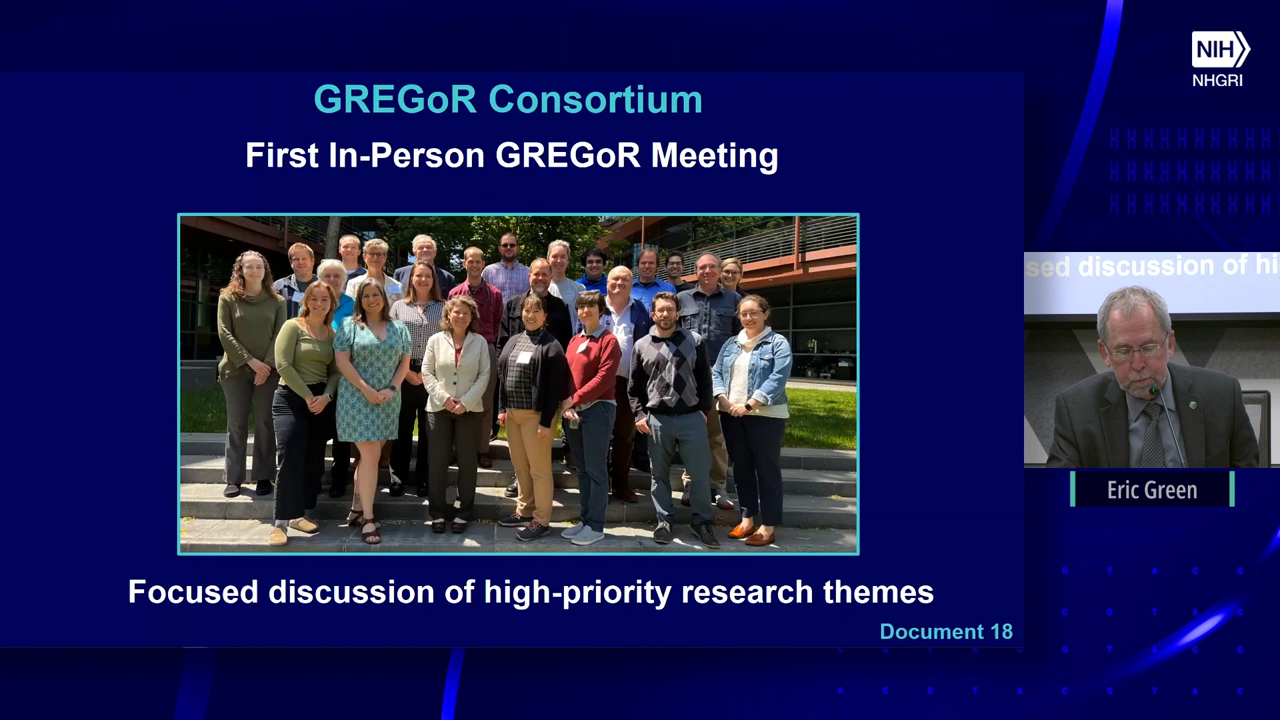 NIH
NHGRI
GREGoR Consortium
First In-Person GREGoR Meeting
sed discussion of hi
Eric Green
Focused discussion of high-priority research themes
Document 18